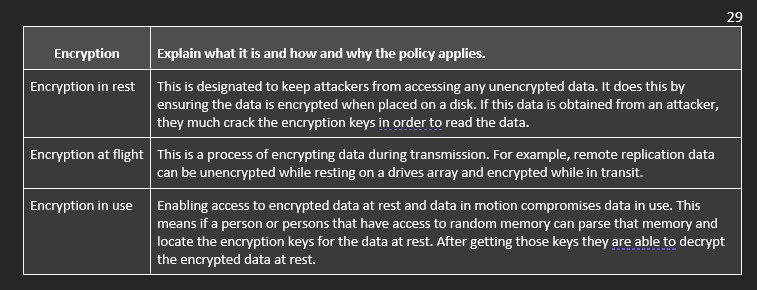 29
Encryption
Explain what it is and how and why the policy applies.
Encryption in rest
This is designated to keep attackers from accessing any unencrypted data. It does this by
ensuring the data is encrypted when placed on a disk. If this data is obtained from an attacker,
they much crack the encryption keys in order to read the data.
Encryption at flight
This is a process of encrypting data during transmission. For example, remote replication data
can be unencrypted while resting on a drives array and encrypted while in transit.
Encryption in use
Enabling access to encrypted data at rest and data in motion compromises data in use. This
means if a person or persons that have access to random memory can parse that memory and
locate the encryption keys for the data at rest. After getting those keys they are able to decrypt
the encrypted data at rest.